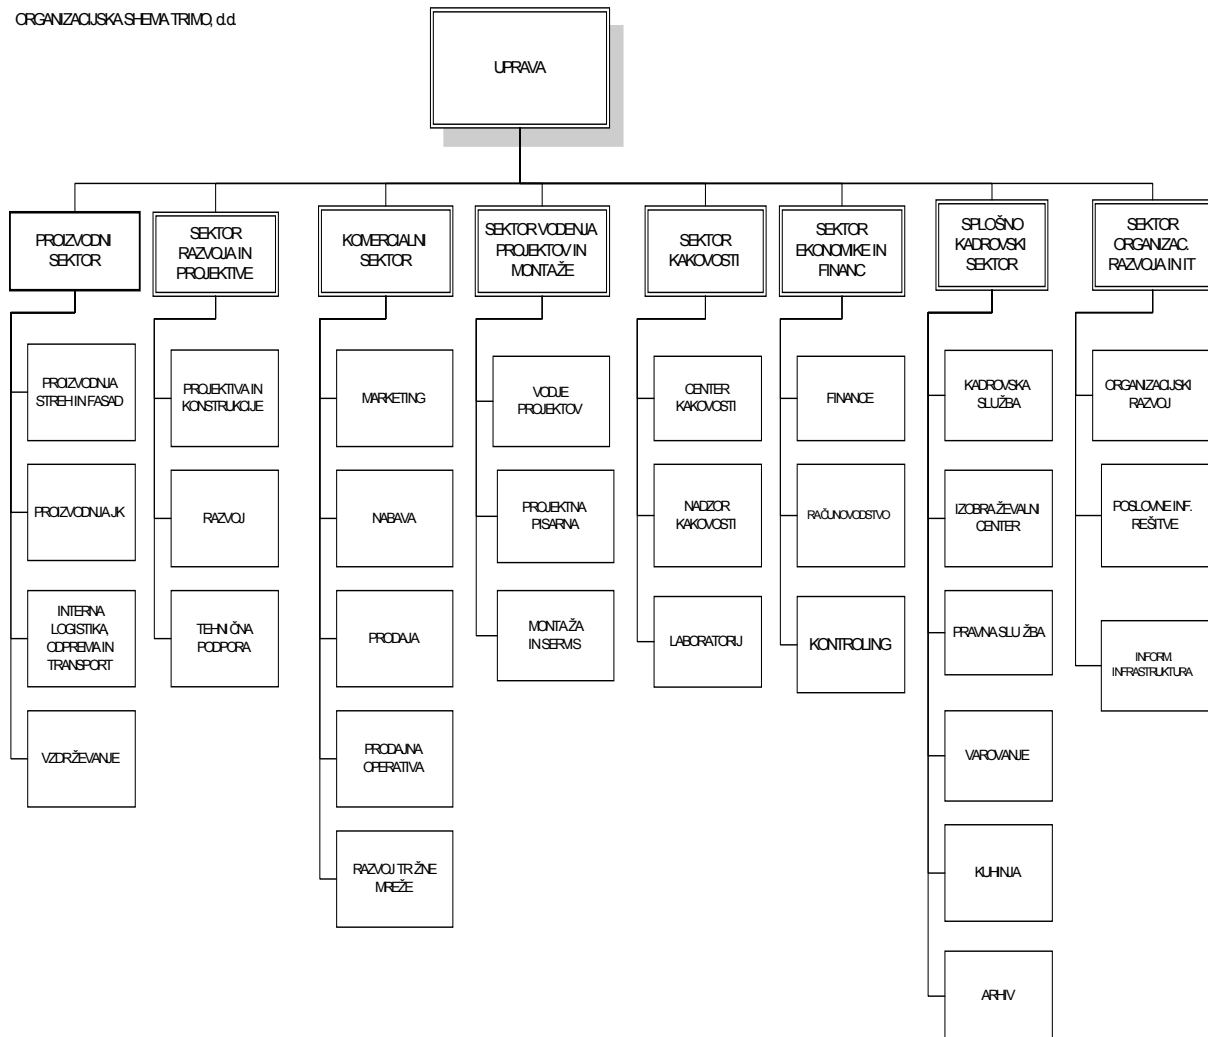 ORGANIZACIJSKA SHEMA TRIMO, d.d.
UPRAVA
PROIZVODNI
SEKTOR
SEKTOR
RAZVOJA IN
PROJEKTIVE
KOMERCIALNI
SEKTOR
SEKTOR VODENJA
PROJEKTOV IN
MONTAŽE
SEKTOR
KAKOVOSTI
SEKTOR
EKONOMIKE IN
FINANC
SPLOŠNO
KADROVSKI
SEKTOR
SEKTOR
ORGANIZAC.
RAZVOJA IN IT
PROIZVODNJA
STREH IN FASAD
PROIZVODNJA JK
INTERNA
LOGISTIKA,
ODPREMA IN
TRANSPORT
VZDRŽEVANJE
PROJEKTIVA IN
KONSTRUKCIJE
RAZVOJ
TEHNIČNA
PODPORA
MARKETING
NABAVA
PRODAJA
PRODAJNA
OPERATIVA
RAZVOJ TRŽNE
MREŽE
VODJE
PROJEKTOV
PROJEKTNA
PISARNA
MONTAŽA
IN SERVIS
CENTER
KAKOVOSTI
NADZOR
KAKOVOSTI
LABORATORIJ
FINANCE
RAČUNOVODSTVO
KONTROLING
KADROVSKA
SLUŽBA
IZOBRAŽEVALNI
CENTER
PRAVNA SLUŽBA
VAROVANJE
KUHINJA
ARHIV
ORGANIZACIJSKI
RAZVOJ
POSLOVNE INF.
REŠITVE
INFORM.
INFRASTRUKTURA